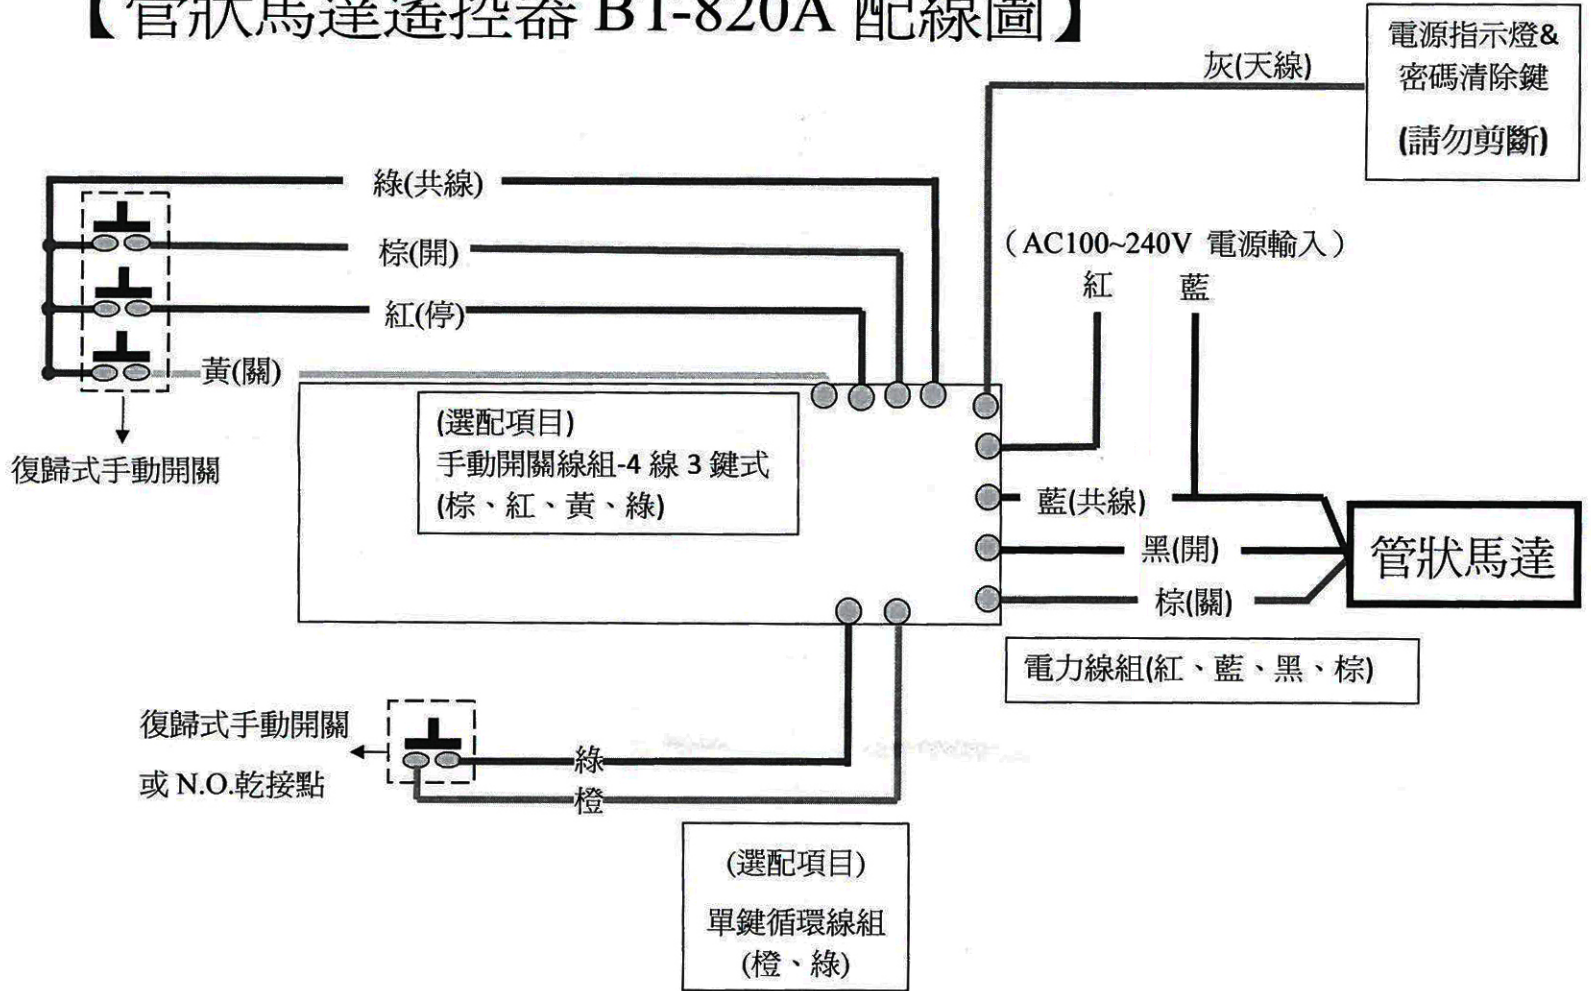 【管狀馬達遙控器 BT-820A 配線圖】
灰(天線)
電源指示燈&
密碼清除鍵
(請勿剪斷)
綠(共線)
棕(開)
紅(停)
黃(關)
復歸式手動開關
(選配項目)
手動開關線組-4 線 3 鍵式
(棕、紅、黃、綠)
（AC100~240V 電源輸入）
紅
藍
藍(共線)
黑(開)
棕(關)
管狀馬達
電力線組(紅、藍、黑、棕)
復歸式手動開關
或 N.O.乾接點
綠
橙
(選配項目)
單鍵循環線組
(橙、綠)